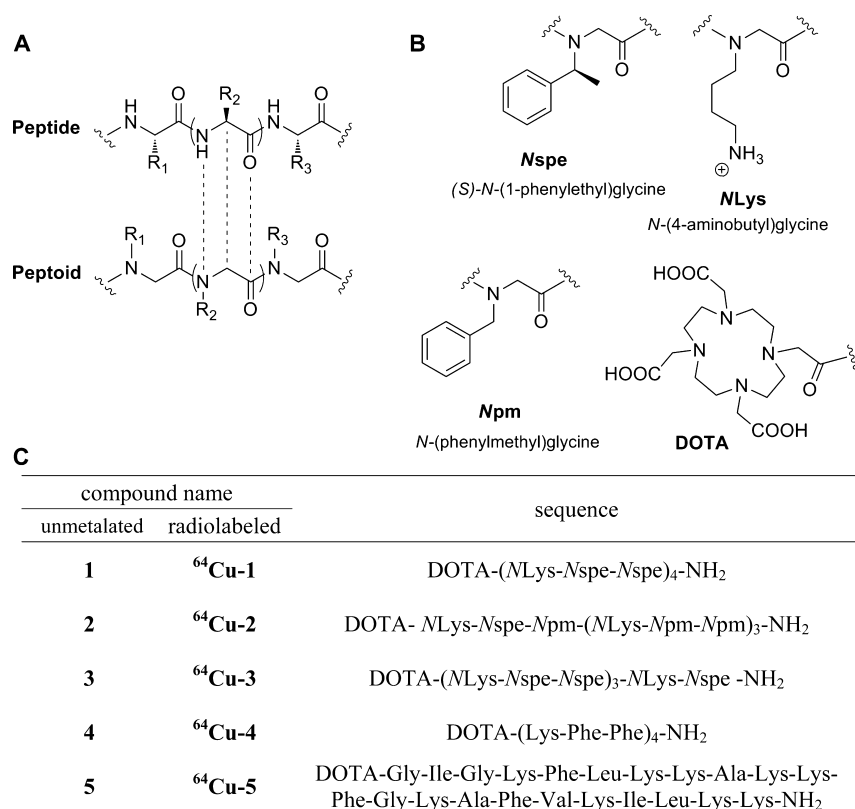 A
Peptide
H
N
O
R2
H
N
O
N
H
O
R1
R3
Peptoid
R1
N
O
R3
N
O
N
R2
O
B
N
O
Nspe
(S)-N-(1-phenylethyl)glycine
N
O
NH3
+
NLys
N-(4-aminobutyl)glycine
N
O
Npm
N-(phenylmethyl)glycine
HOOC
N
HOOC
N
N
O
N
COOH
DOTA
C
compound name
sequence
unmetalated radiolabeled
1 64Cu-1 DOTA-(NLys-Nspe-Nspe)4-NH2
2 64Cu-2 DOTA- NLys-Nspe-Npm-(NLys-Npm-Npm)3-NH2
3 64Cu-3 DOTA-(NLys-Nspe-Nspe)3-NLys-Nspe -NH2
4 64Cu-4 DOTA-(Lys-Phe-Phe)4-NH2
5 64Cu-5 DOTA-Gly-Ile-Gly-Lys-Phe-Leu-Lys-Lys-Ala-Lys-Lys-
Phe-Gly-Lys-Ala-Phe-Val-Lys-Ile-Leu-Lys-Lys-NH2